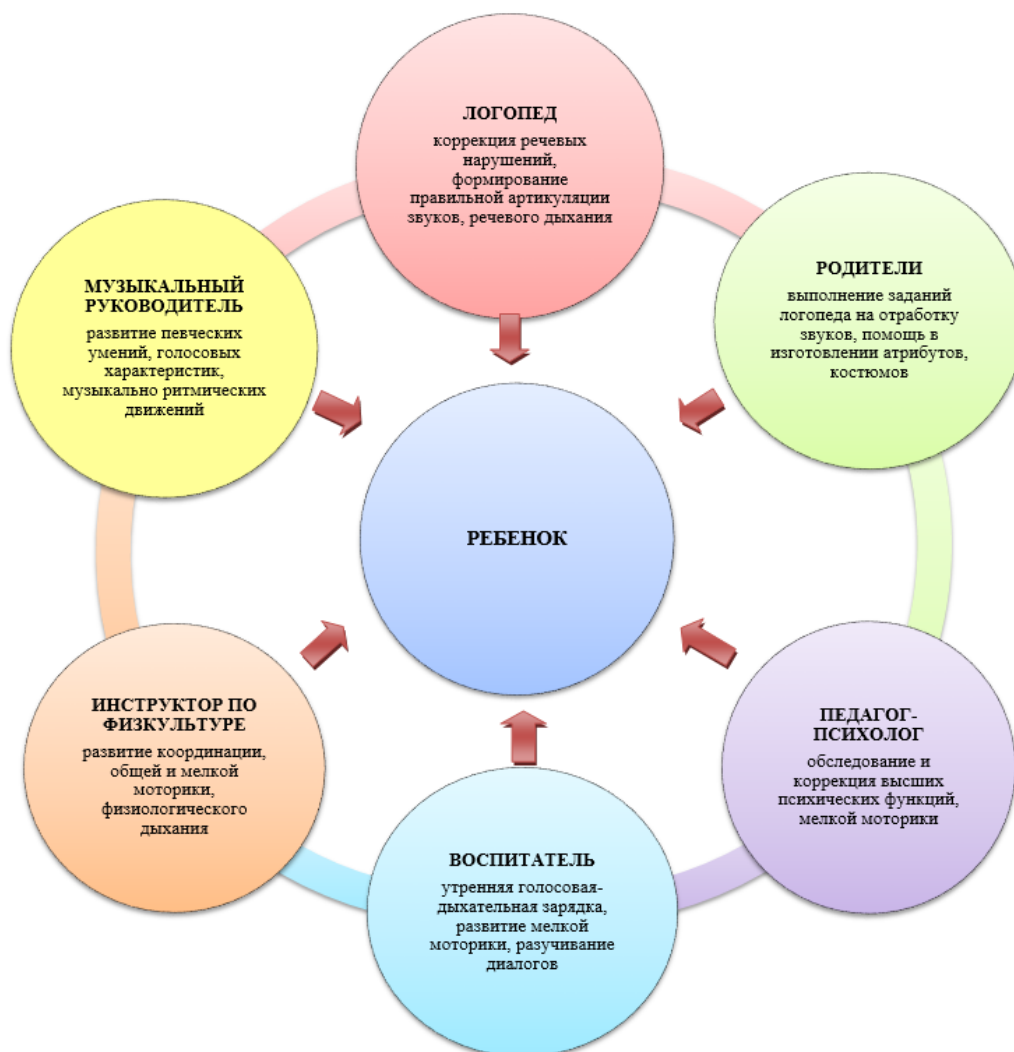 ЛОГОПЕД
коррекция речевых
нарушений,
формирование
правильной артикуляции
звуков, речевого дыхания
РОДИТЕЛИ
выполнение заданий
логопеда на отработку
звуков, помощь в
изготовлении атрибутов,
костюмов
ПЕДАГОГ-
ПСИХОЛОГ
обследование и
коррекция высших
психических функций,
мелкой моторики
ВОСПИТАТЕЛЬ
утренняя голосовая-
дыхательная зарядка,
развитие мелкой
моторики, разучивание
диалогов
ИНСТРУКТОР ПО
ФИЗКУЛЬТУРЕ
развитие координации,
общей и мелкой
моторики,
физиологического
дыхания
МУЗЫКАЛЬНЫЙ
РУКОВОДИТЕЛЬ
развитие певческих
умений, голосовых
характеристик,
музыкально ритмических
движений
РЕБЕНОК